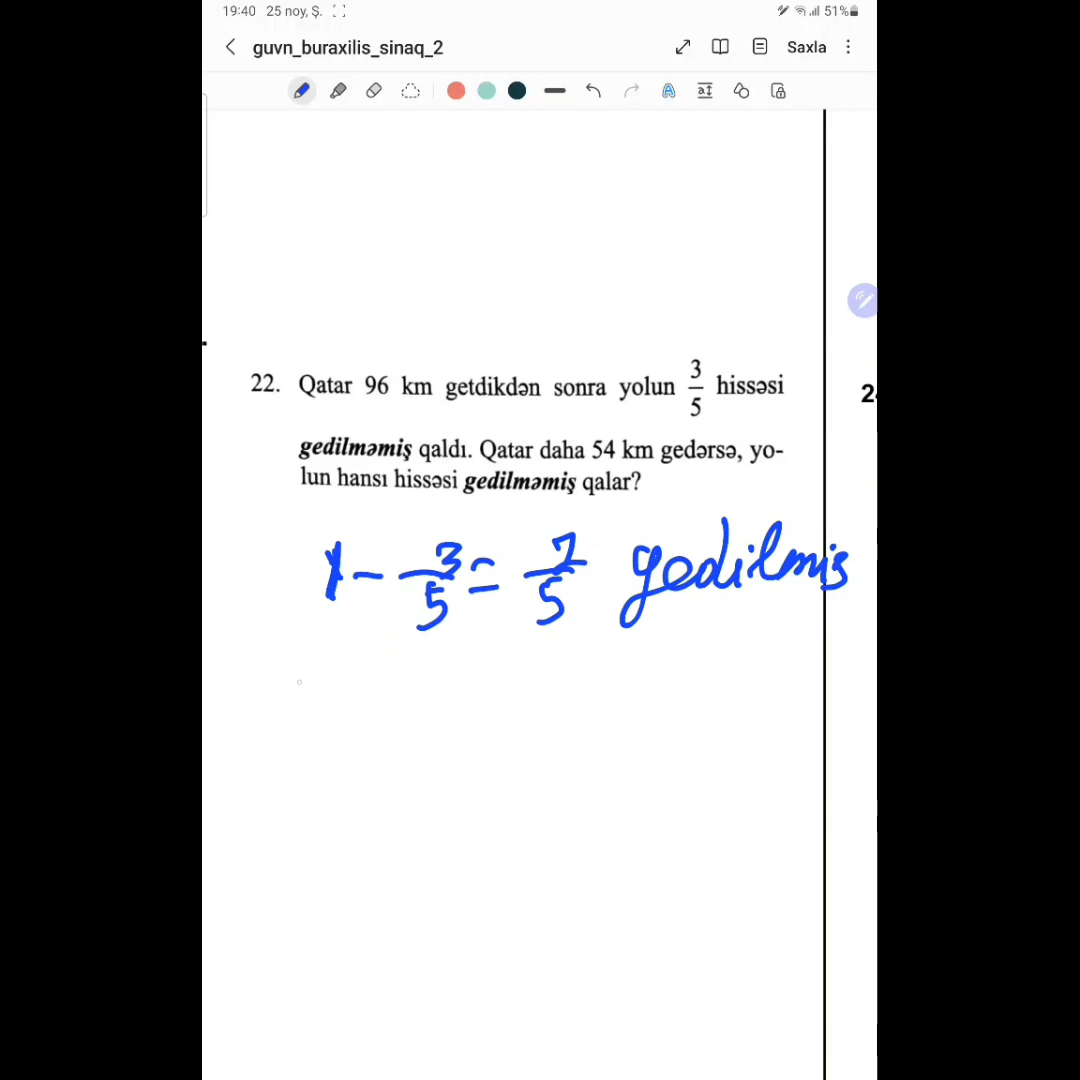 19:40 25 noy, Ş. 51%
guvn_buraxilis_sinaq_2 Saxla
22. Qatar 96 km getdikdən sonra yolun 3/5 hissəsi
gedilməmiş qaldı. Qatar daha 54 km gedərsə, yo-
lun hansı hissəsi gedilməmiş qalar?
1 - 3/5 = 2/5 gedilmiş